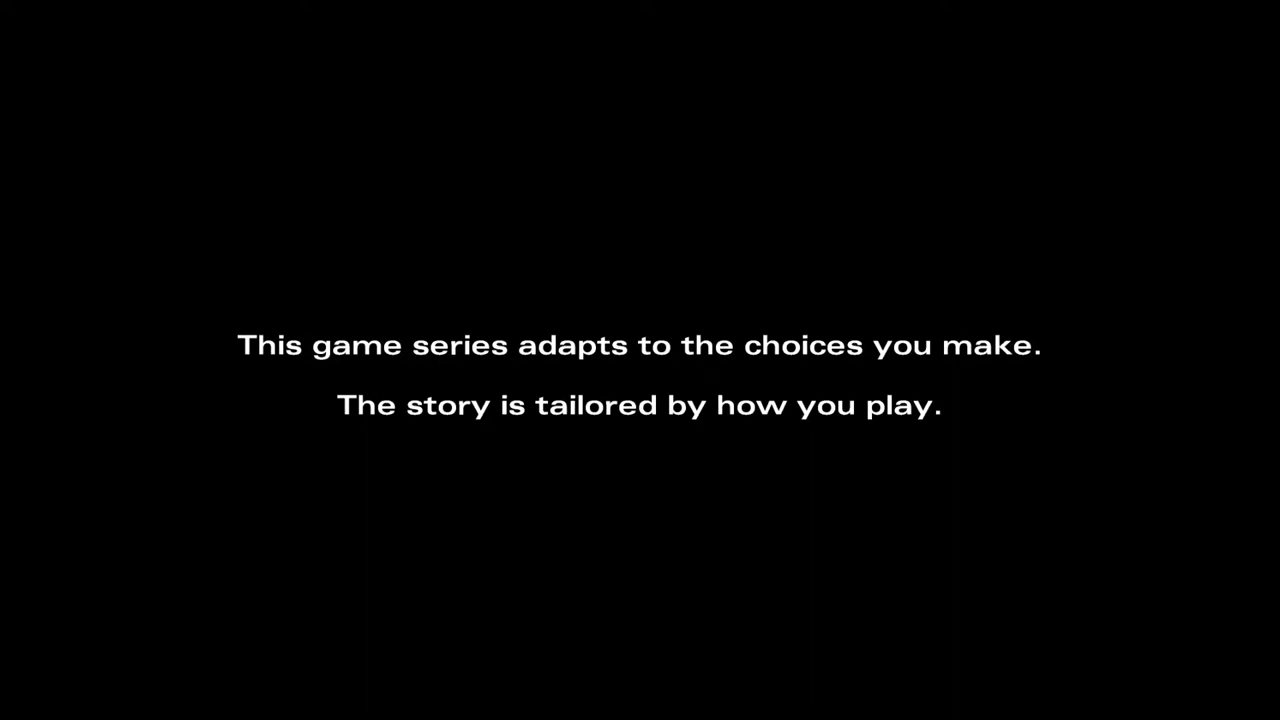 This game series adapts to the choices you make.
The story is tailored by how you play.